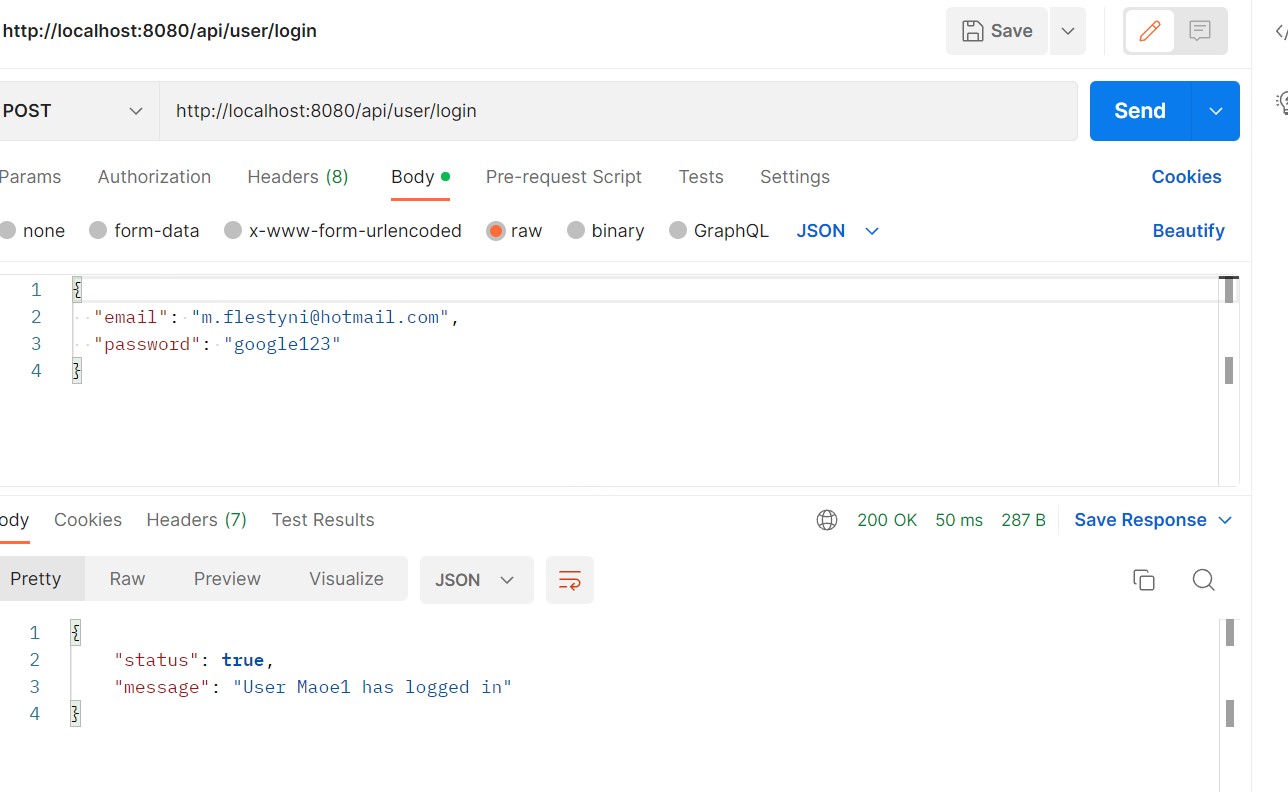 http://localhost:8080/api/user/login Save
POST http://localhost:8080/api/user/login Send
Params Authorization Headers (8) Body Pre-request Script Tests Settings Cookies
none form-data x-www-form-urlencoded raw binary GraphQL JSON Beautify
1 {
2 "email": "m.flestyni@hotmail.com",
3 "password": "google123"
4 }
ody Cookies Headers (7) Test Results 200 OK 50 ms 287 B Save Response
Pretty Raw Preview Visualize JSON
1 {
2 "status": true,
3 "message": "User Maoe1 has logged in"
4 }